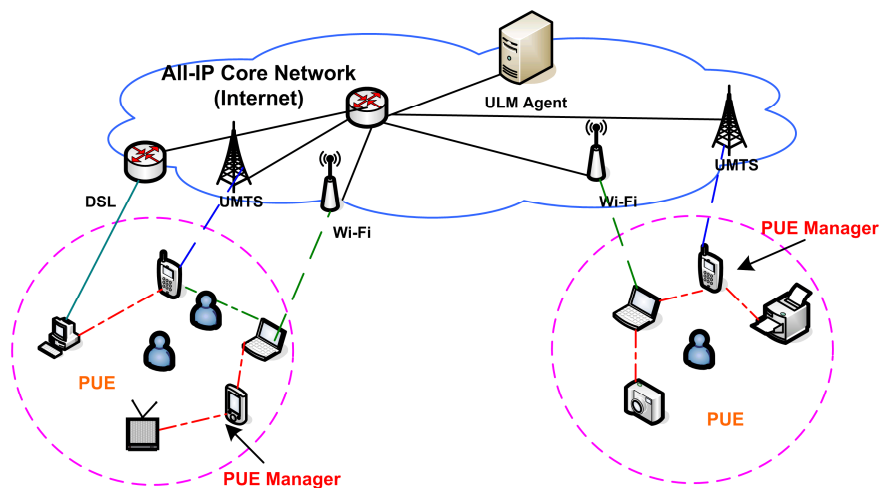 All-IP Core Network
(Internet)
ULM Agent
DSL
UMTS
Wi-Fi
Wi-Fi
UMTS
PUE Manager
PUE
PUE
PUE Manager